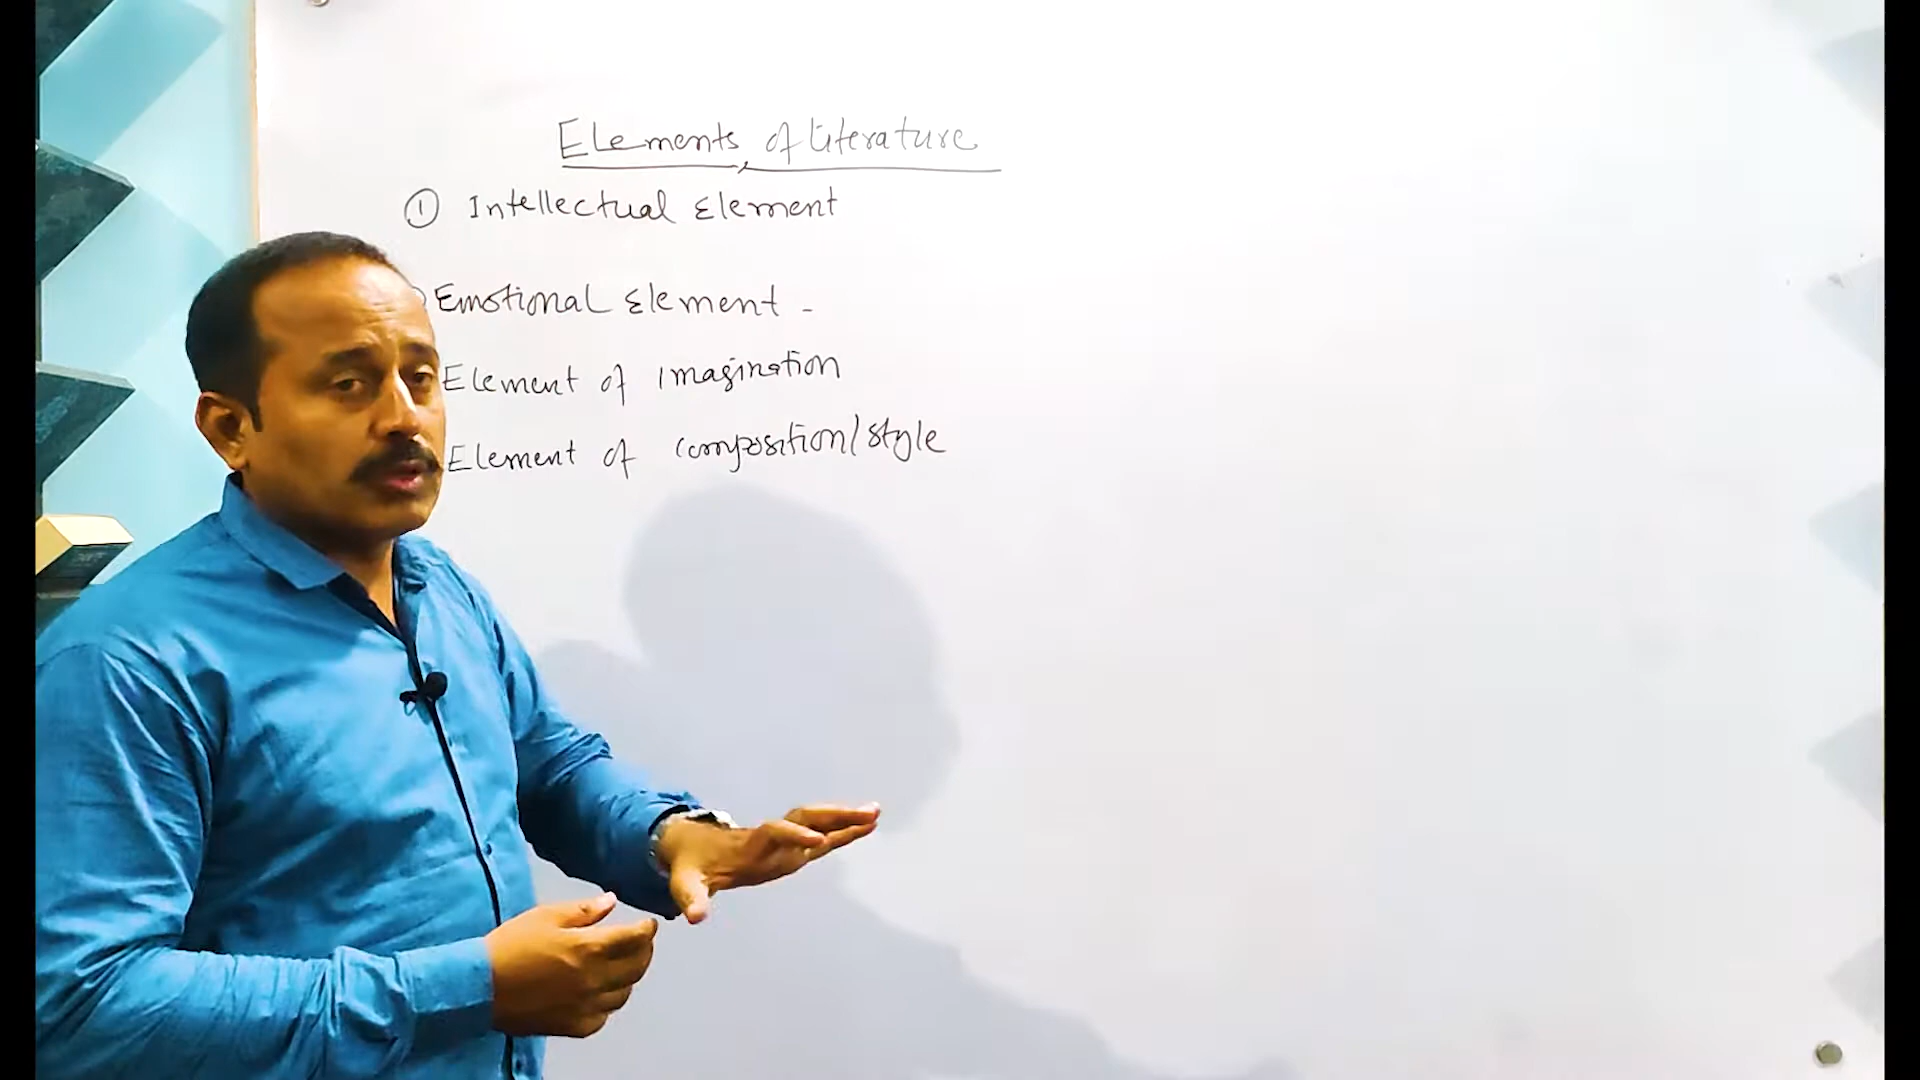 Elements of literature
① Intellectual Element
Emotional Element -
Element of Imagination
Element of Composition/style